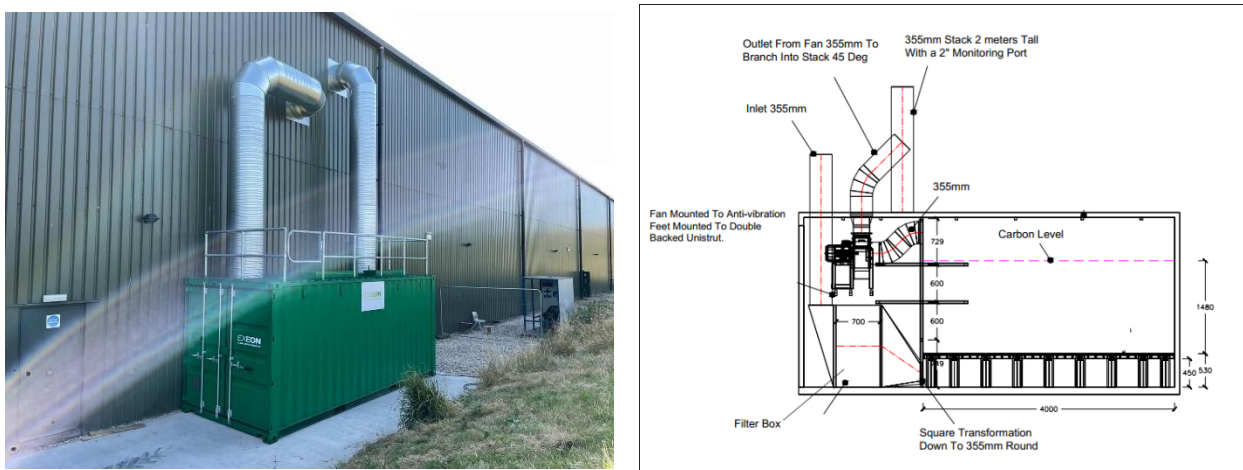 EXEON
EXEON
Outlet From Fan 355mm To
Branch Into Stack 45 Deg
355mm Stack 2 meters Tall
With a 2" Monitoring Port
Inlet 355mm
355mm
Fan Mounted To Anti-vibration
Feet Mounted To Double
Backed Unistrut.
729
Carbon Level
600
1480
700
600
450
530
4000
Filter Box
Square Transformation
Down To 355mm Round